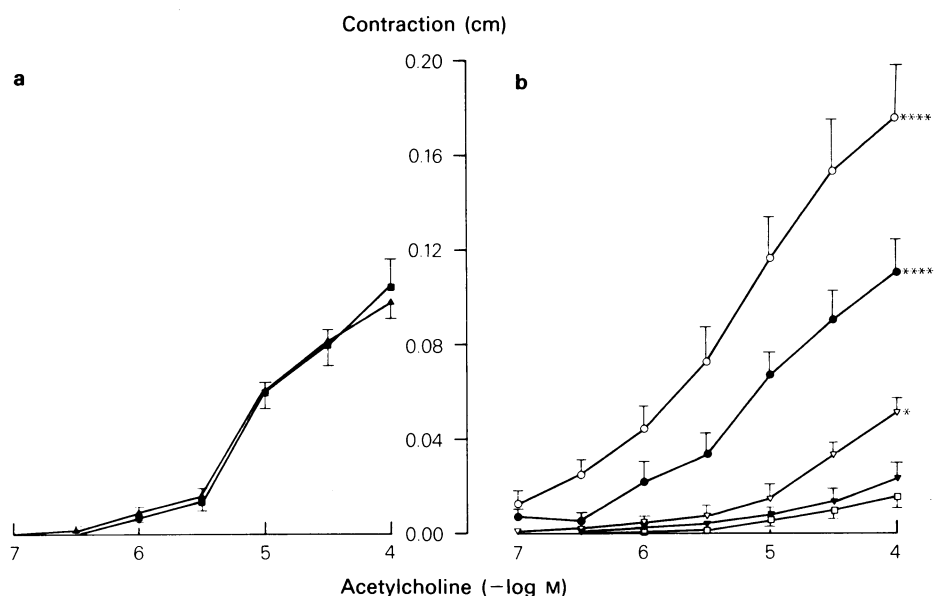 Contraction (cm)
a
b
0.20
0.16
0.12
0.08
0.04
0.00
****
****
*
7 6 5 4
7 6 5 4
Acetylcholine (−log M)